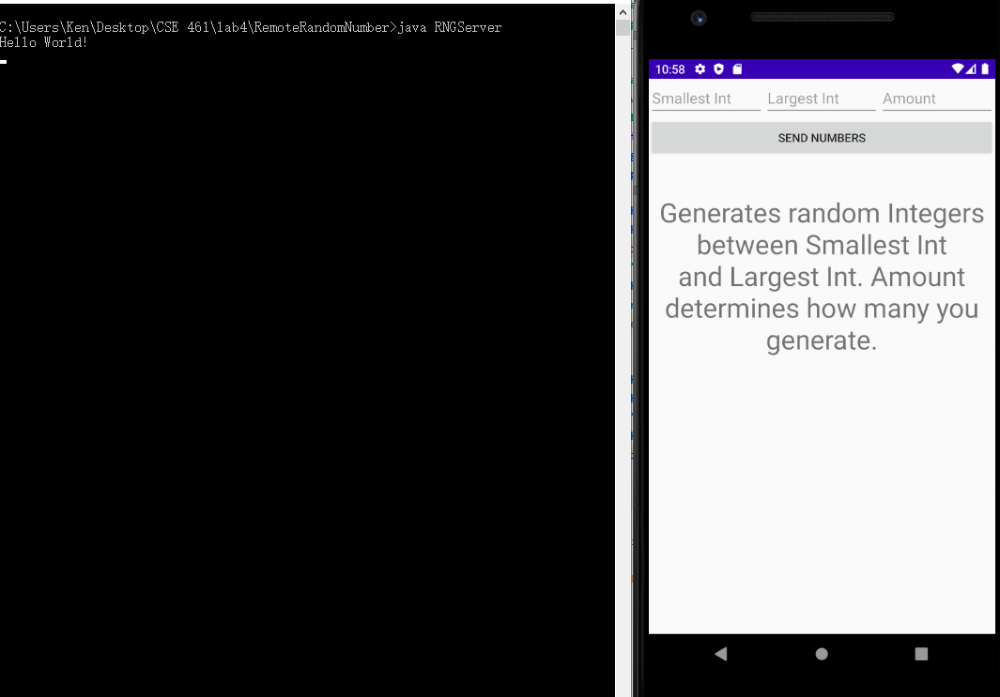 C:\Users\Ken\Desktop\CSE 461\lab4\RemoteRandomNumber>java RNGServer
Hello World!
10:58
Smallest Int Largest Int Amount
SEND NUMBERS
Generates random Integers
between Smallest Int
and Largest Int. Amount
determines how many you
generate.